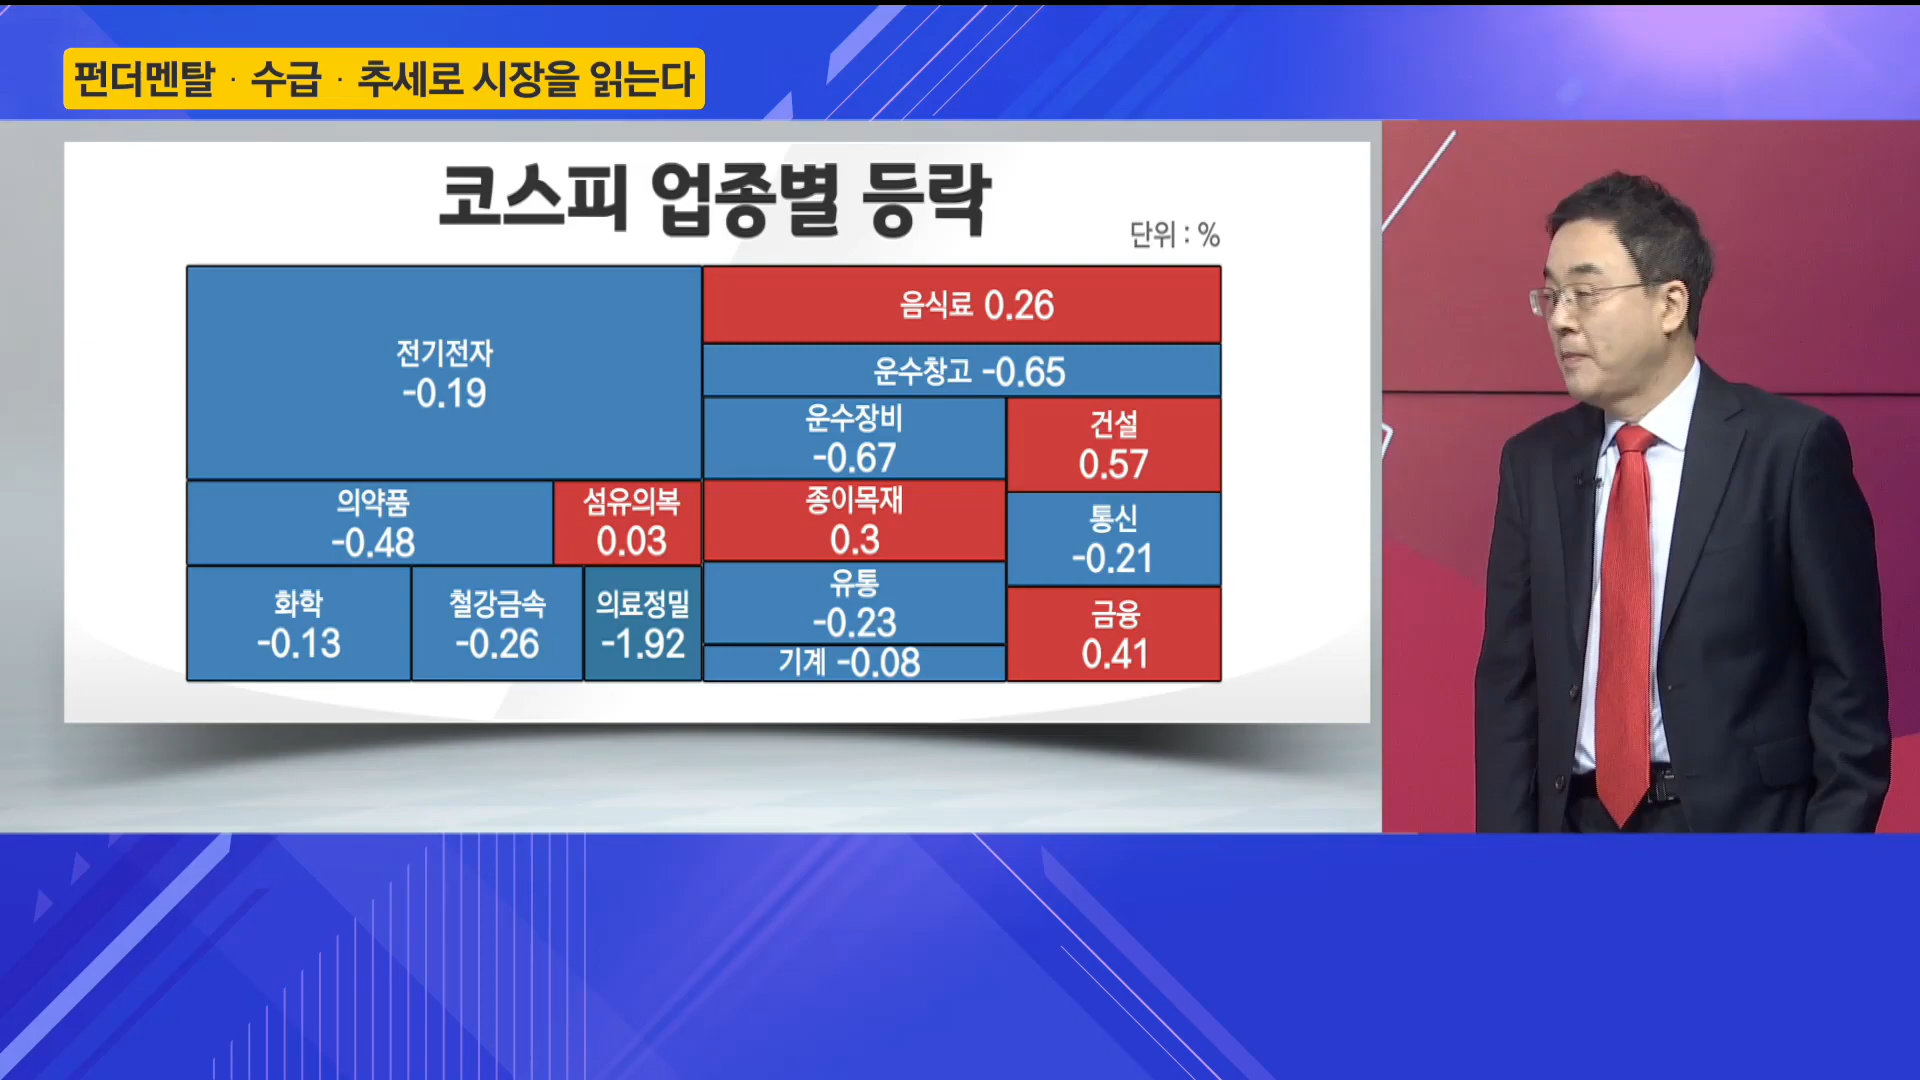 펀더멘탈 · 수급 · 추세로 시장을 읽는다
코스피 업종별 등락
단위 : %
전기전자
-0.19
음식료 0.26
운수창고 -0.65
운수장비
-0.67
건설
0.57
의약품
-0.48
섬유의복
0.03
종이목재
0.3
통신
-0.21
화학
-0.13
철강금속
-0.26
의료정밀
-1.92
유통
-0.23
기계 -0.08
금융
0.41